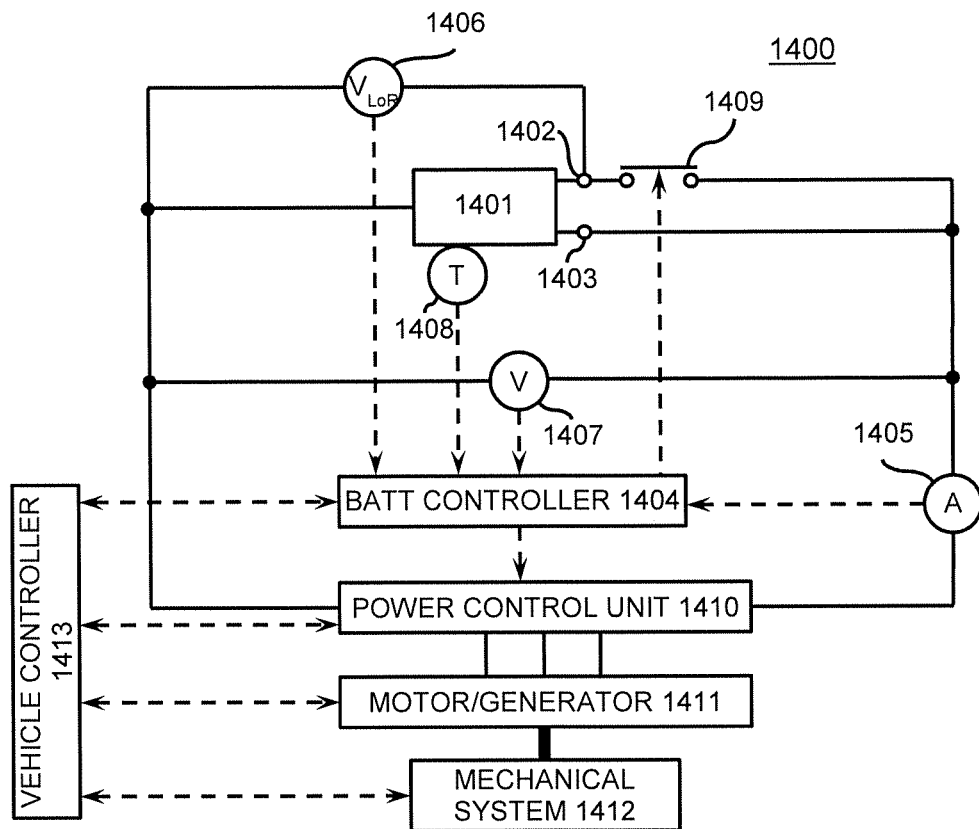 1406
1400
V LoR
1402
1409
1401
1403
T
1408
V
1407
1405
A
BATT CONTROLLER 1404
VEHICLE CONTROLLER
1413
POWER CONTROL UNIT 1410
MOTOR/GENERATOR 1411
MECHANICAL
SYSTEM 1412